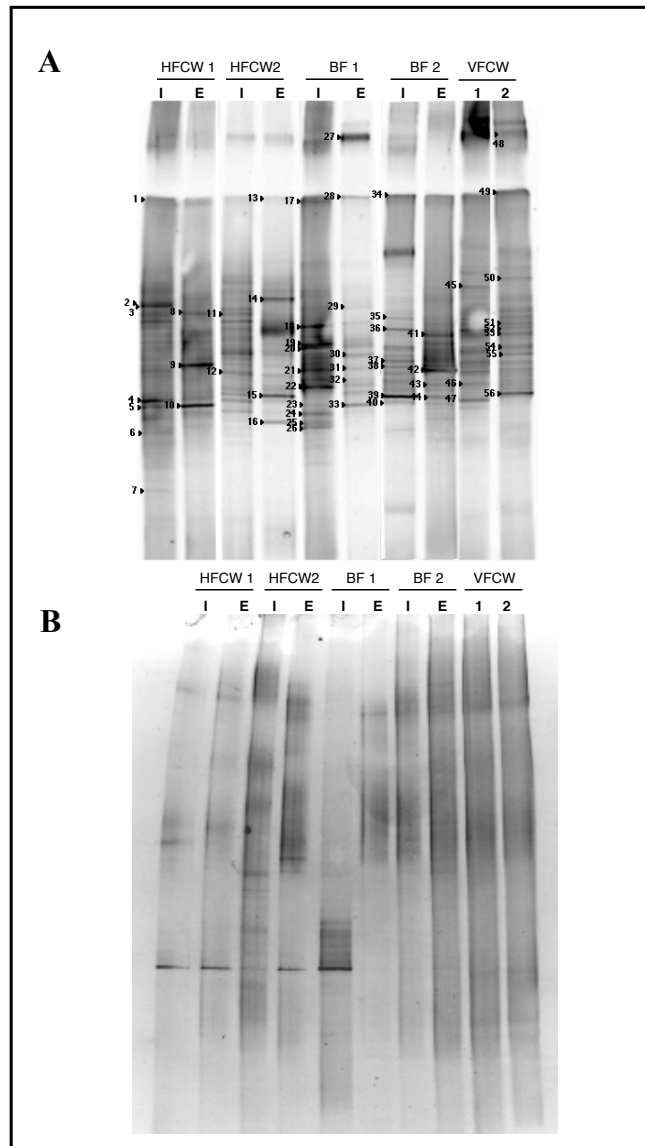 A
HFCW 1 HFCW2 BF 1 BF 2 VFCW
I E I E I E I E 1 2
27 48
1 13 17 28 34 49
2 3 8 11 14 29 45 50
18 35 36 41 51 52 53
9 12 19 20 21 30 31 37 38 42 54 55
4 5 10 15 22 23 32 33 39 40 43 44 46 47 56
6 16 24 25 26
7
HFCW 1 HFCW2 BF 1 BF 2 VFCW
B
I E I E I E I E 1 2